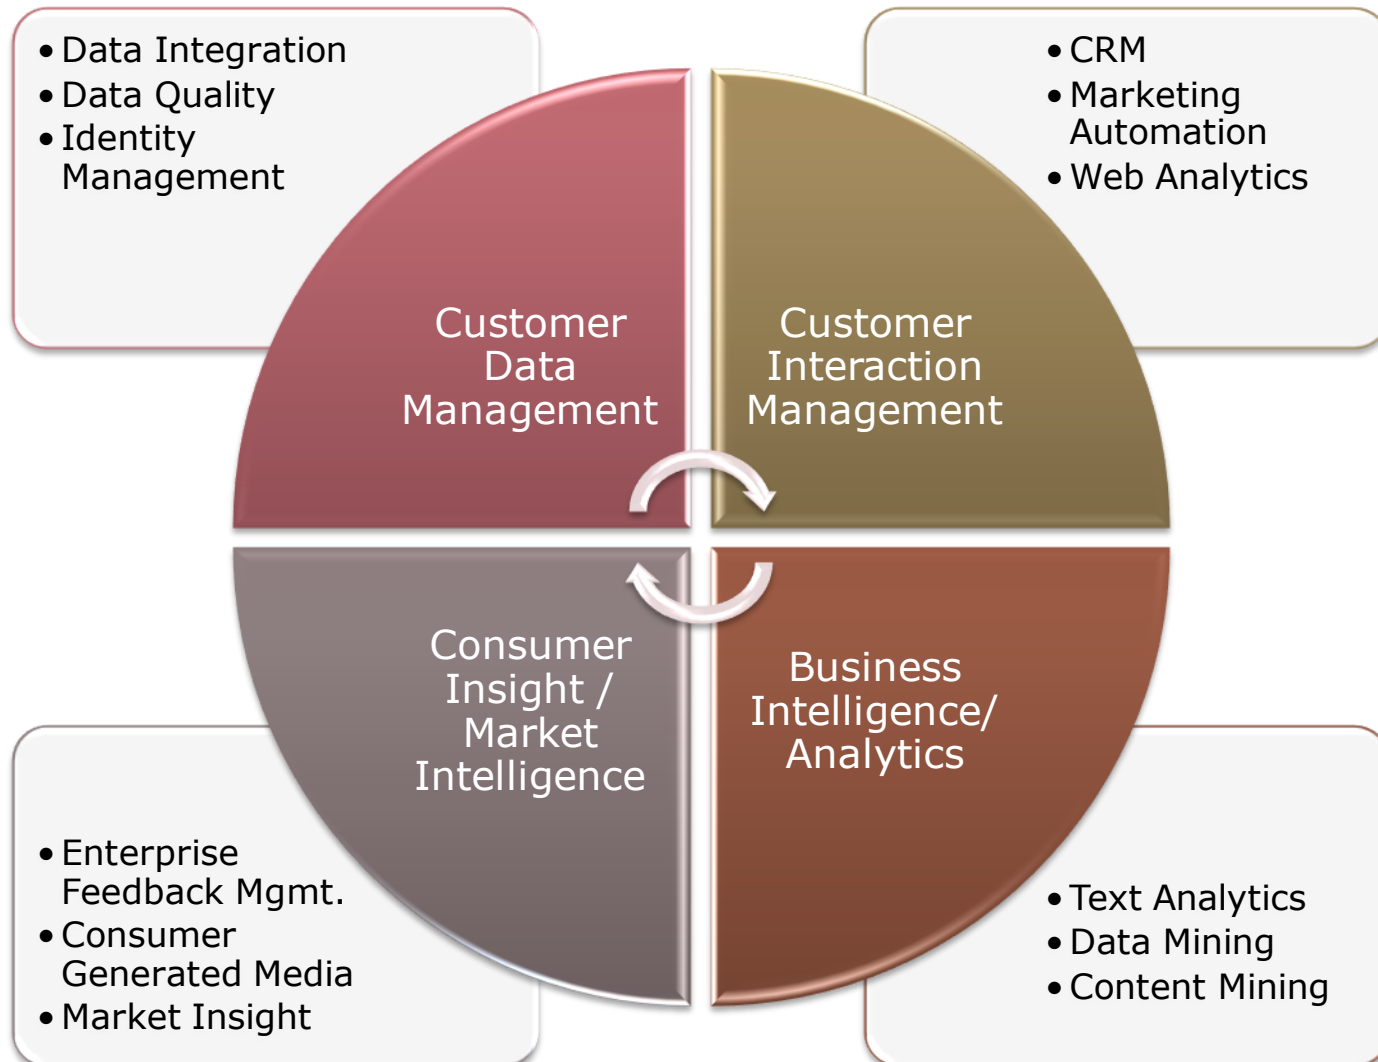 • Data Integration
• Data Quality
• Identity
Management
• CRM
• Marketing
Automation
• Web Analytics
Customer
Data
Management
Customer
Interaction
Management
Consumer
Insight /
Market
Intelligence
Business
Intelligence/
Analytics
• Enterprise
Feedback Mgmt.
• Consumer
Generated Media
• Market Insight
• Text Analytics
• Data Mining
• Content Mining